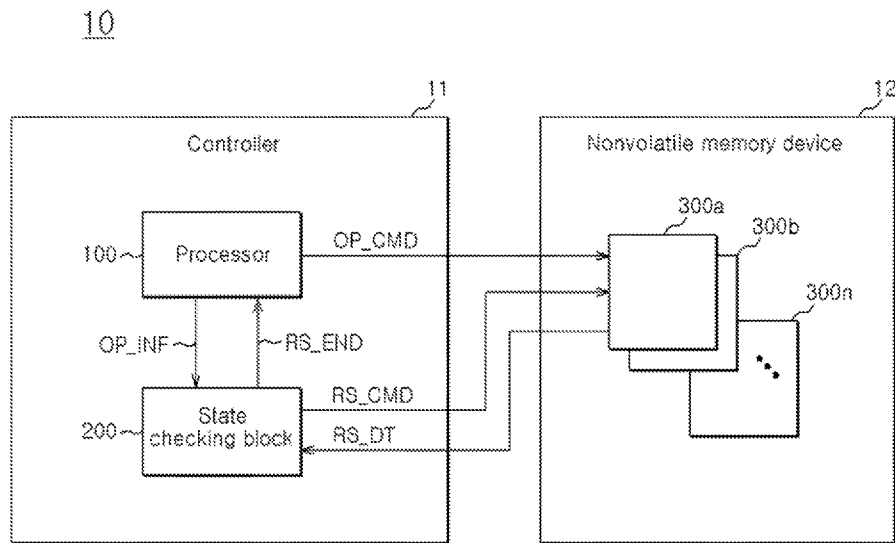 10
11
12
Controller
Nonvolatile memory device
300a
300b
300n
100
Processor
OP_CMD
OP_INF
RS_END
RS_CMD
200
State
checking block
RS_DT